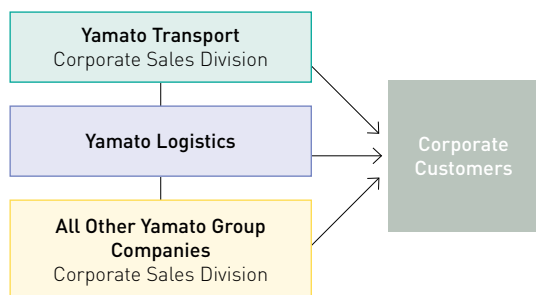 Yamato Transport
Corporate Sales Division
Yamato Logistics
Corporate
Customers
All Other Yamato Group
Companies
Corporate Sales Division